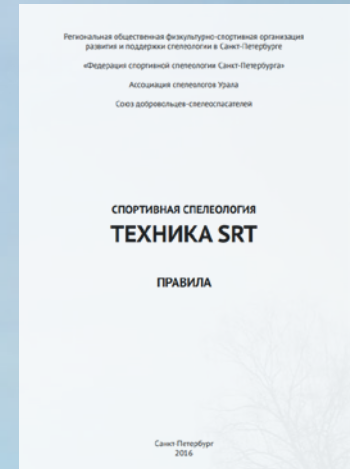 Региональная общественная физкультурно-спортивная организация
развития и поддержки спелеологии в Санкт-Петербурге
«Федерация спортивной спелеологии Санкт-Петербурга»
Ассоциация спелеологов Урала
Союз добровольцев-спелеоспасателей
СПОРТИВНАЯ СПЕЛЕОЛОГИЯ
ТЕХНИКА SRT
ПРАВИЛА
Санкт-Петербург
2016